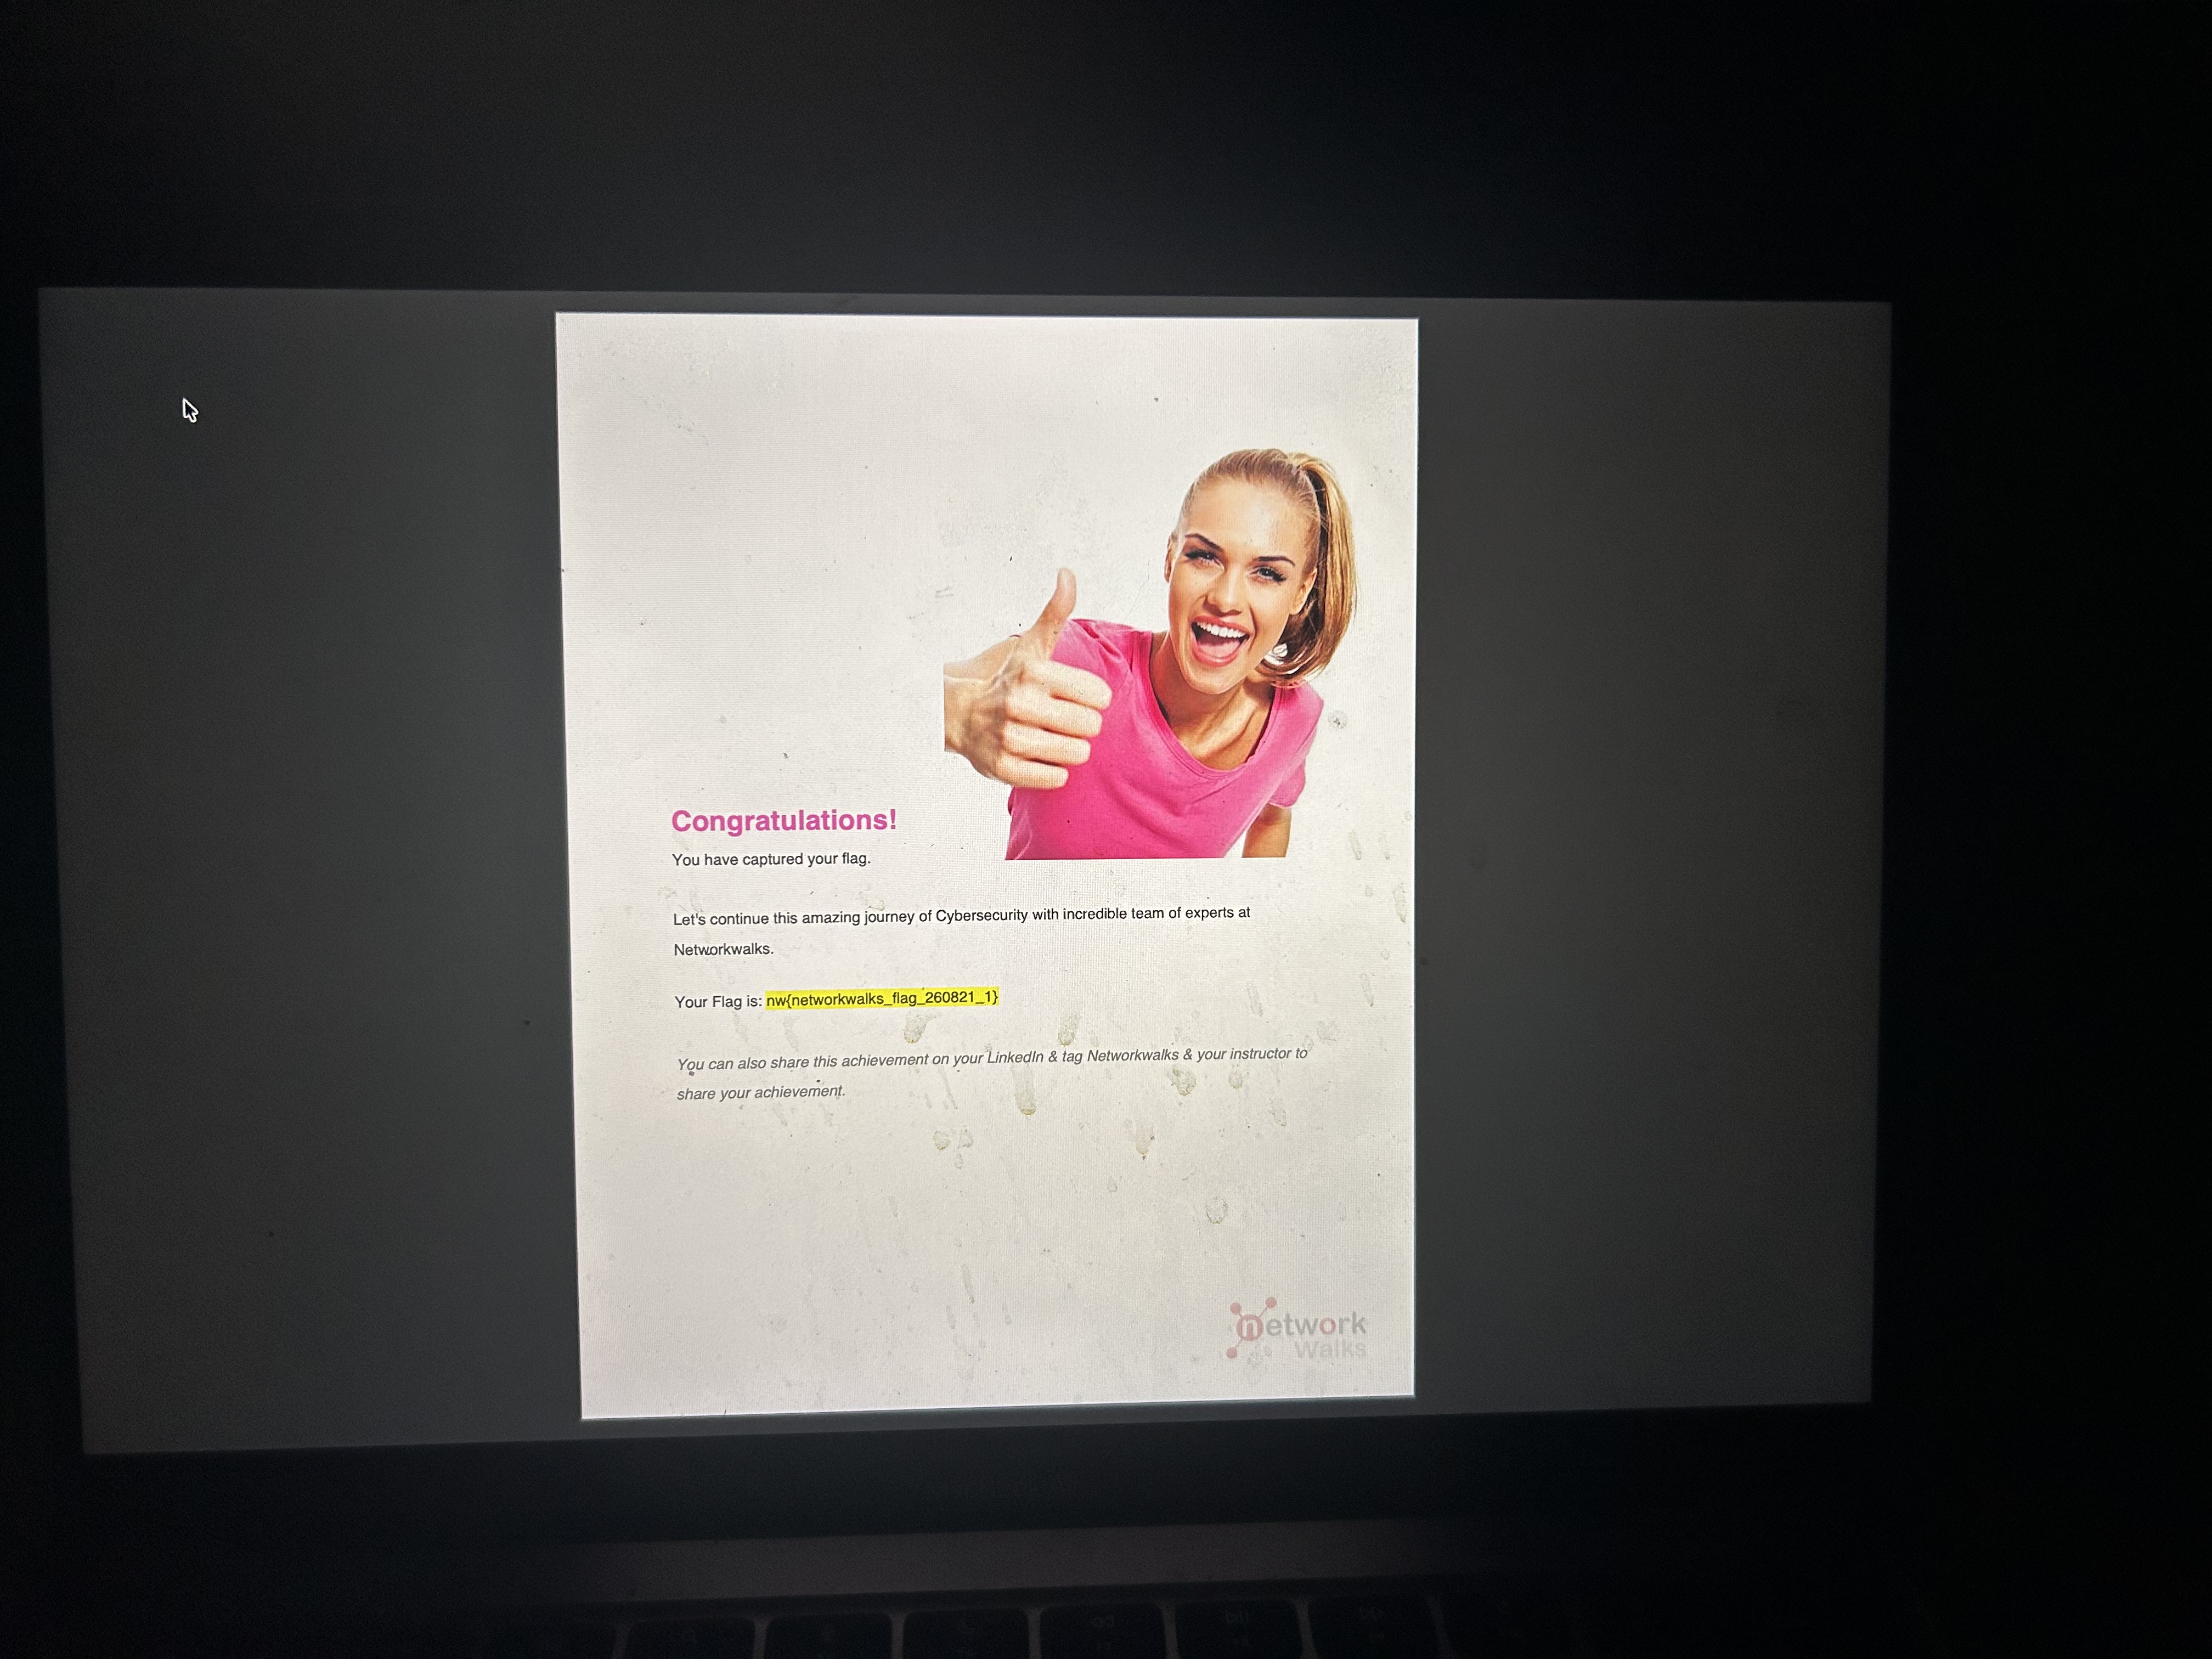 Congratulations!
You have captured your flag.
Let's continue this amazing journey of Cybersecurity with incredible team of experts at
Networkwalks.
Your Flag is: nw{networkwalks_flag_260821_1}
You can also share this achievement on your LinkedIn & tag Networkwalks & your instructor to
share your achievement.
network
Walks